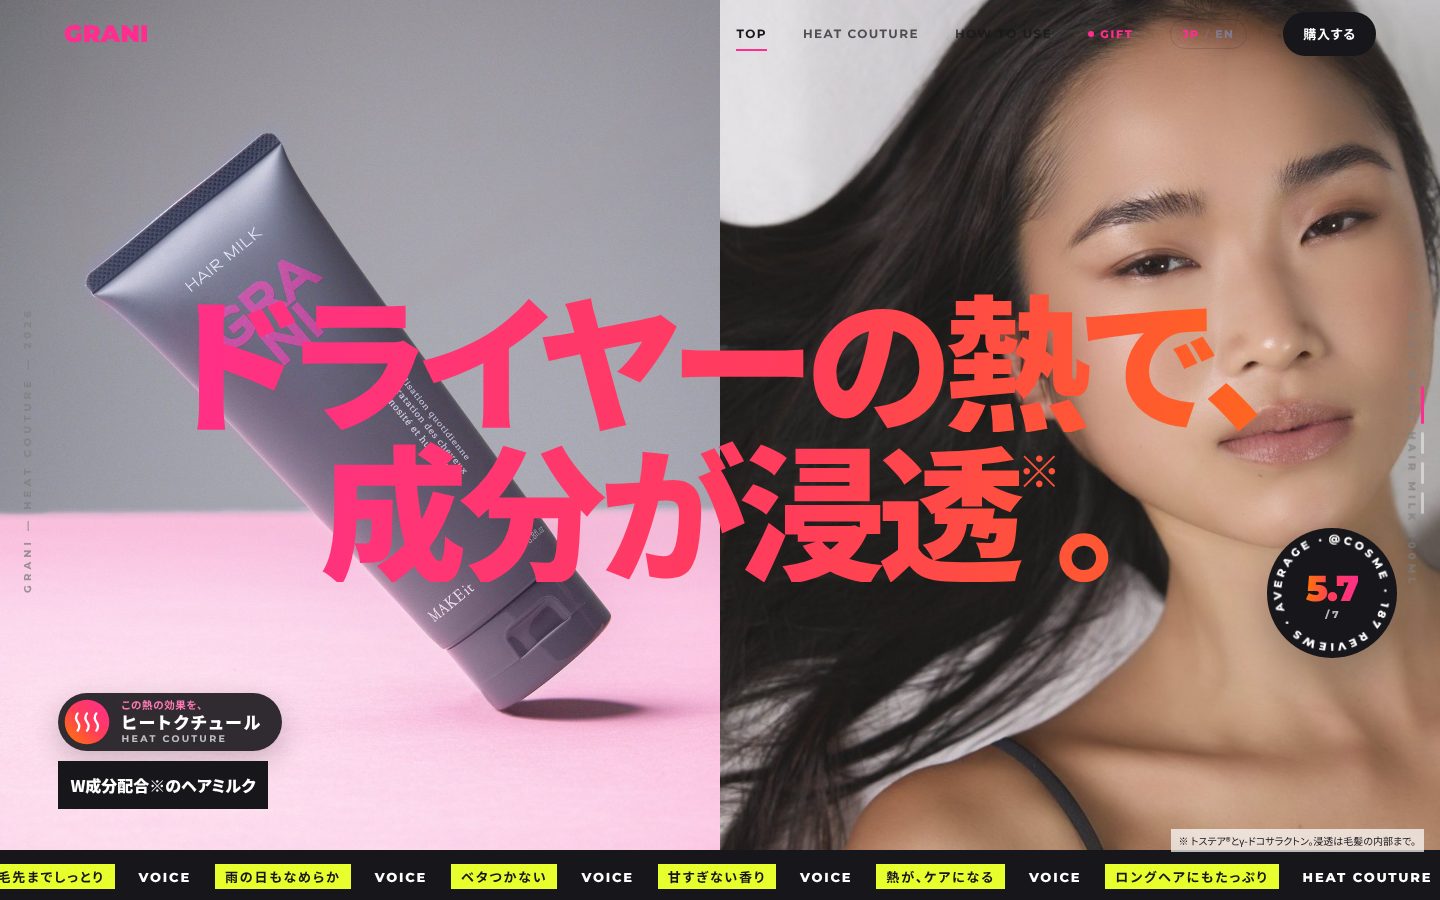 GRANI
TOP
HEAT COUTURE
HOW TO USE
GIFT
JP / EN
購入する
HAIR MILK
GRA
NI
ドライヤーの熱で、
成分が浸透※。
MAKEit
GRANI — HEAT COUTURE — 2026
AVERAGE · @COSME · 187 REVIEWS ·
5.7
/7
この熱の効果を、
ヒートクチュール
HEAT COUTURE
W成分配合※のヘアミルク
※ トステア®とγ-ドコサラクトン。浸透は毛髪の内部まで。
毛先までしっとり VOICE 雨の日もなめらか VOICE ベタつかない VOICE 甘すぎない香り VOICE 熱が、ケアになる VOICE ロングヘアにもたっぷり HEAT COUTURE